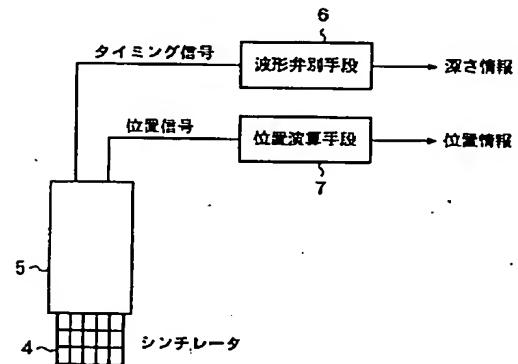 6
タイミング信号
波形弁別手段
深さ情報
位置信号
位置演算手段
位置情報
7
5
4
シンチレータ